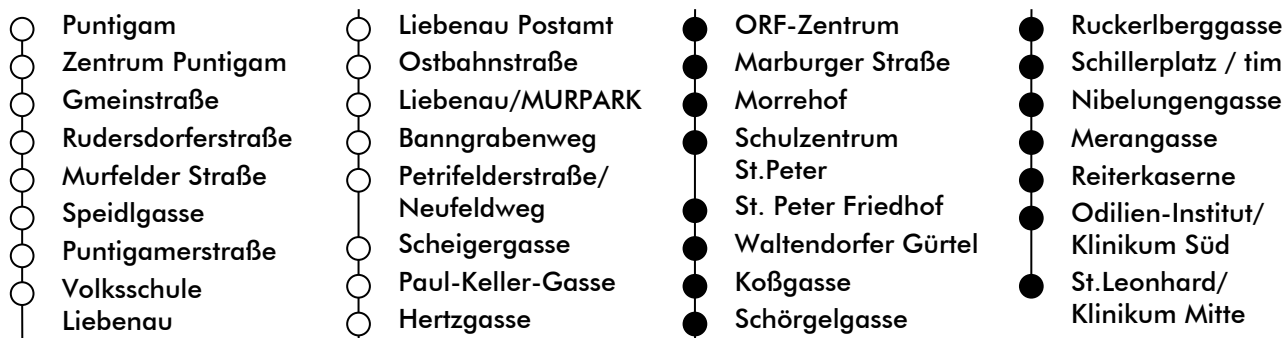 Puntigam
Zentrum Puntigam
Gmeinstraße
Rudersdorferstraße
Murfelder Straße
Speidlgasse
Puntigamerstraße
Volksschule
Liebenau
Liebenau Postamt
Ostbahnstraße
Liebenau/MURPARK
Banngrabenweg
Petrifelderstraße/
Neufeldweg
Scheigergasse
Paul-Keller-Gasse
Hertzgasse
ORF-Zentrum
Marburger Straße
Morrehof
Schulzentrum
St.Peter
St. Peter Friedhof
Waltendorfer Gürtel
Koßgasse
Schörgelgasse
Ruckerlberggasse
Schillerplatz / tim
Nibelungengasse
Merangasse
Reiterkaserne
Odilien-Institut/
Klinikum Süd
St.Leonhard/
Klinikum Mitte